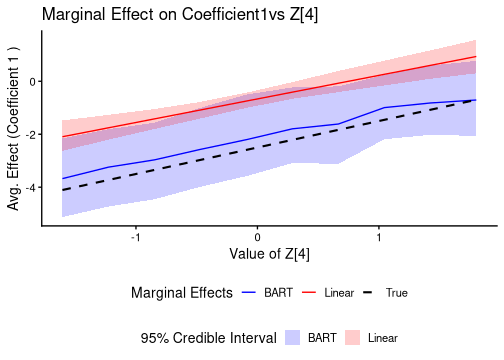 Marginal Effect on Coefficient1vs Z[4]
Avg. Effect (Coefficient 1 )
0
-2
-4
-1 0 1
Value of Z[4]
Marginal Effects BART Linear True
95% Credible Interval BART Linear